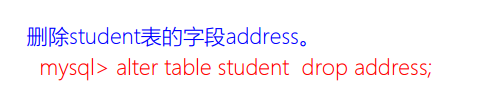 删除student表的字段address。
mysql> alter table student  drop address;